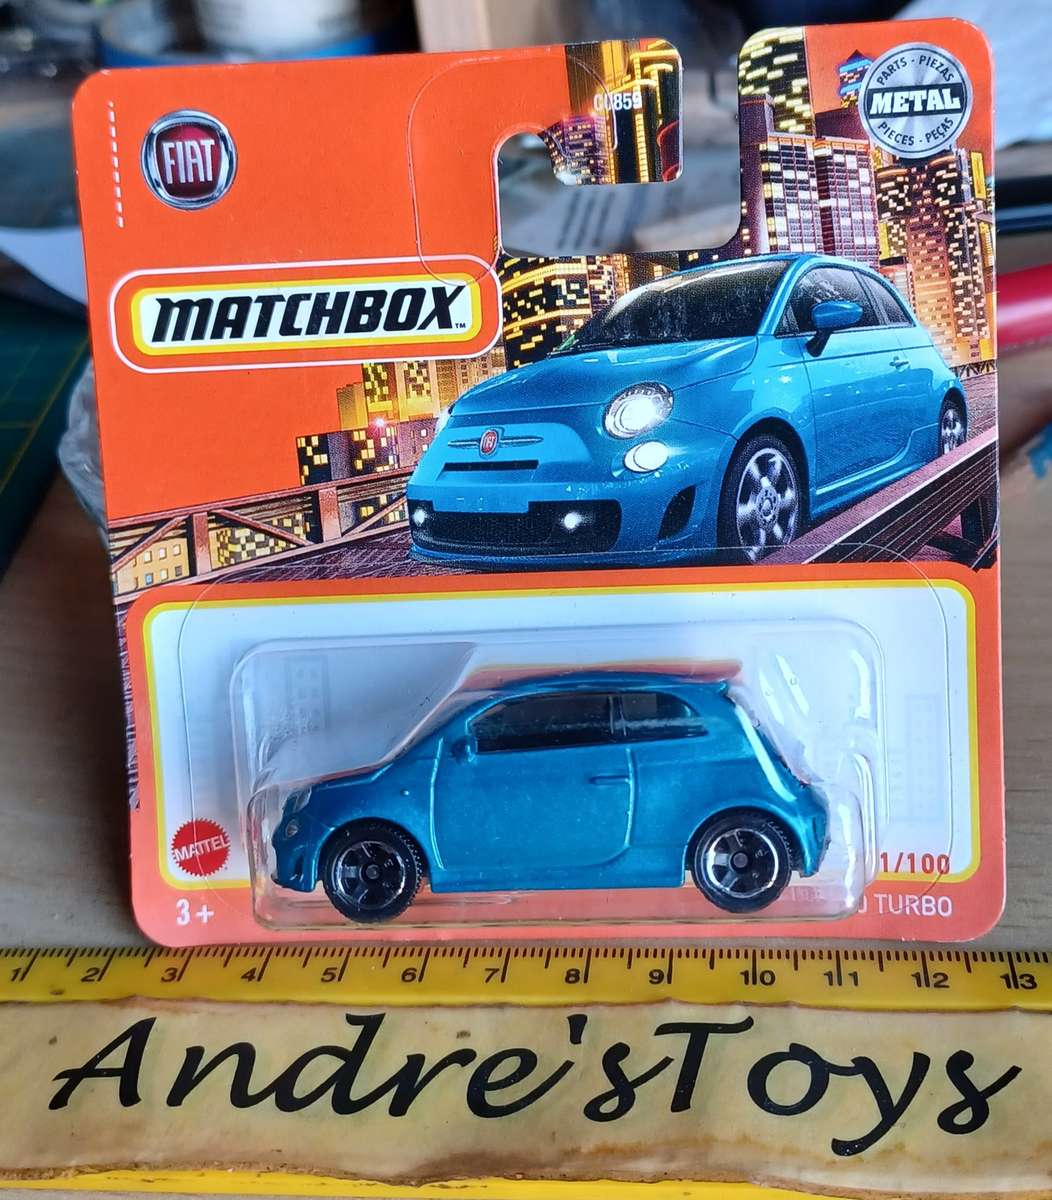 00859
PARTS - PIEZAS
METAL
PIECES - PEÇAS
FIAT
MATCHBOX™
MATTEL
1/100
3+
TURBO
1 2 3 4 5 6 7 8 9 10 11 12 13
Andre'sToys